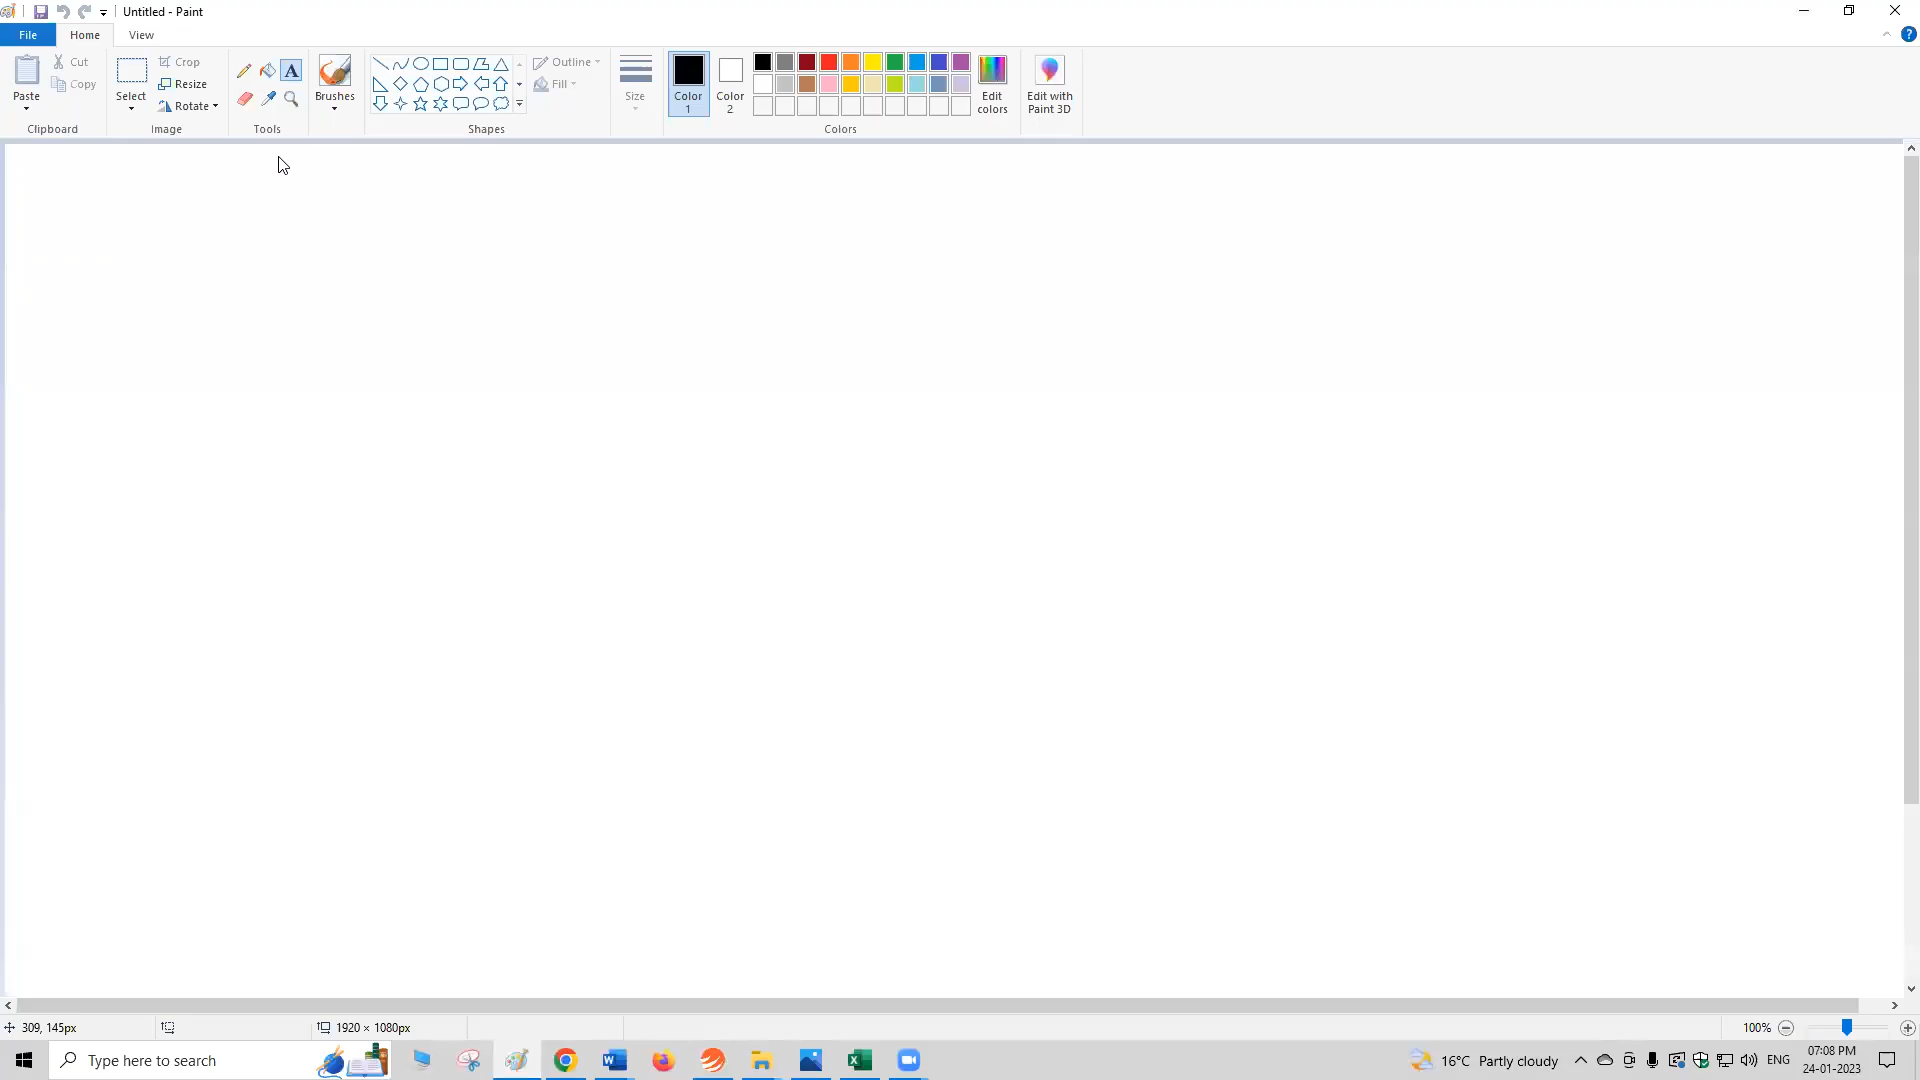 Untitled - Paint
File Home View
Paste
Cut
Copy
Clipboard
Select
Crop
Resize
Rotate
Image
A
Tools
Brushes
Shapes
Outline
Fill
Size
Color 1
Color 2
Colors
Edit colors
Edit with Paint 3D
309, 145px
1920 × 1080px
100%
Type here to search
16°C Partly cloudy
ENG
07:08 PM
24-01-2023